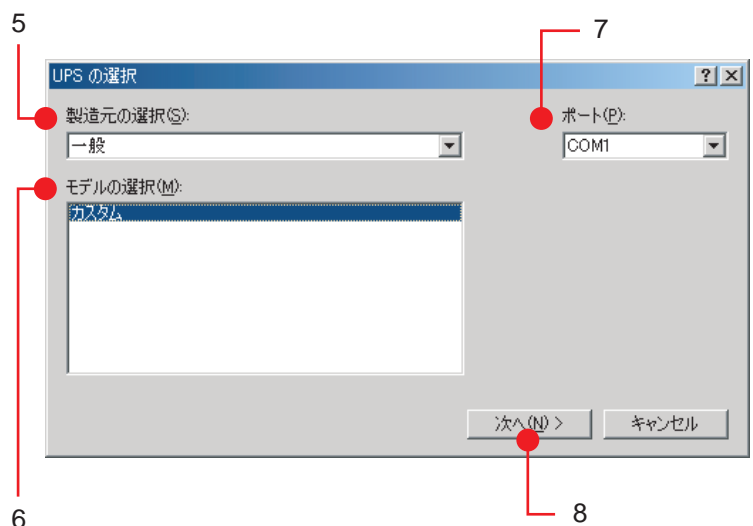 5
7
UPS の選択
製造元の選択(S):
ポート(P):
一般
COM1
モデルの選択(M):
カスタム
次へ(N) >
キャンセル
6
8